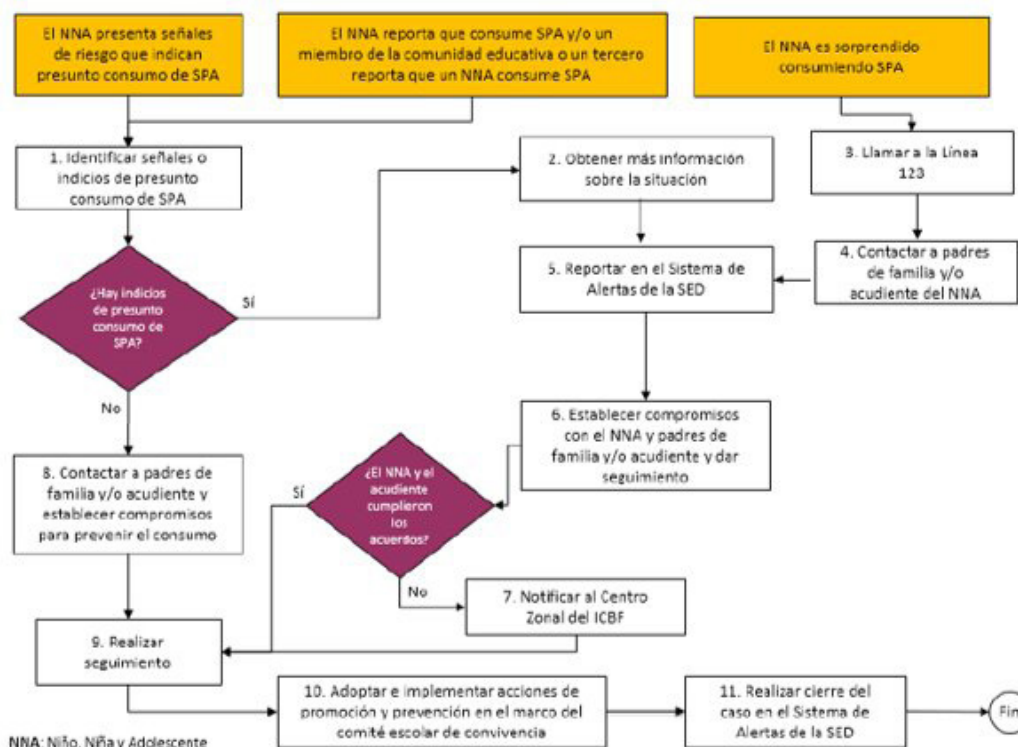 El NNA presenta señales
de riesgo que indican
presunto consumo de SPA
El NNA reporta que consume SPA y/o un
miembro de la comunidad educativa o un tercero
reporta que un NNA consume SPA
El NNA es sorprendido
consumiendo SPA
1. Identificar señales o
indicios de presunto
consumo de SPA
2. Obtener más información
sobre la situación
3. Llamar a la Línea
123
¿Hay indicios
de presunto
consumo de
SPA?
Sí
5. Reportar en el Sistema de
Alertas de la SED
4. Contactar a padres
de familia y/o
acudiente del NNA
No
6. Establecer compromisos
con el NNA y padres de
familia y/o acudiente y dar
seguimiento
8. Contactar a padres de
familia y/o acudiente y
establecer compromisos
para prevenir el consumo
Sí
¿El NNA y el
acudiente
cumplieron
los
acuerdos?
No
7. Notificar al Centro
Zonal del ICBF
9. Realizar
seguimiento
10. Adoptar e implementar acciones de
promoción y prevención en el marco del
comité escolar de convivencia
11. Realizar cierre del
caso en el Sistema de
Alertas de la SED
Fin
NNA: Niño, Niña y Adolescente